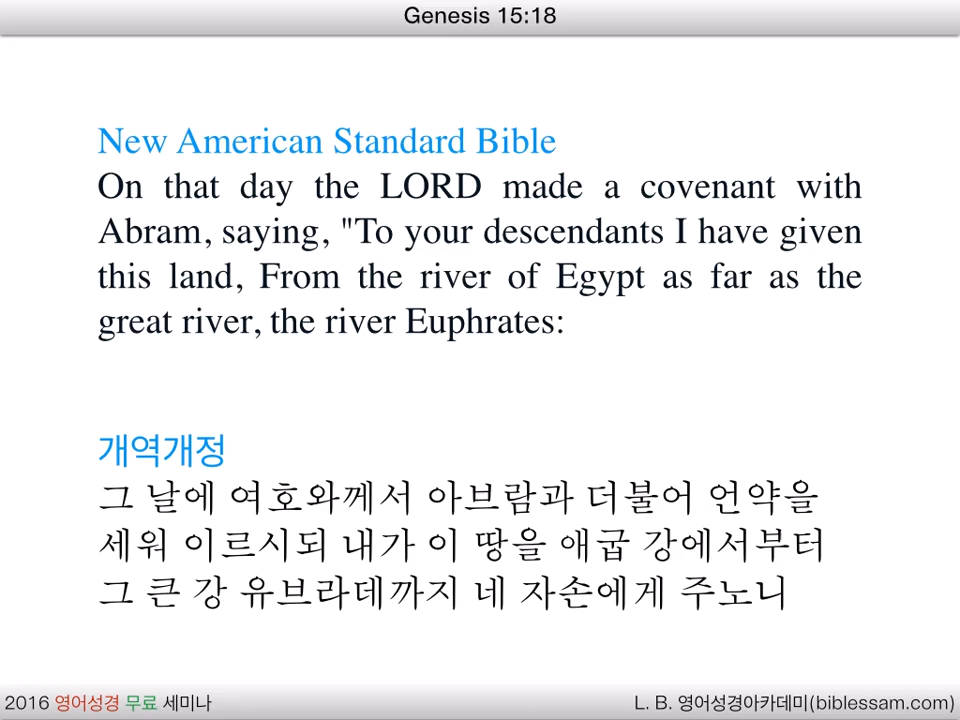 Genesis 15:18
New American Standard Bible
On that day the LORD made a covenant with
Abram, saying, "To your descendants I have given
this land, From the river of Egypt as far as the
great river, the river Euphrates:
개역개정
그 날에 여호와께서 아브람과 더불어 언약을
세워 이르시되 내가 이 땅을 애굽 강에서부터
그 큰 강 유브라데까지 네 자손에게 주노니
2016 영어성경 무료 세미나
L. B. 영어성경아카데미(biblessam.com)